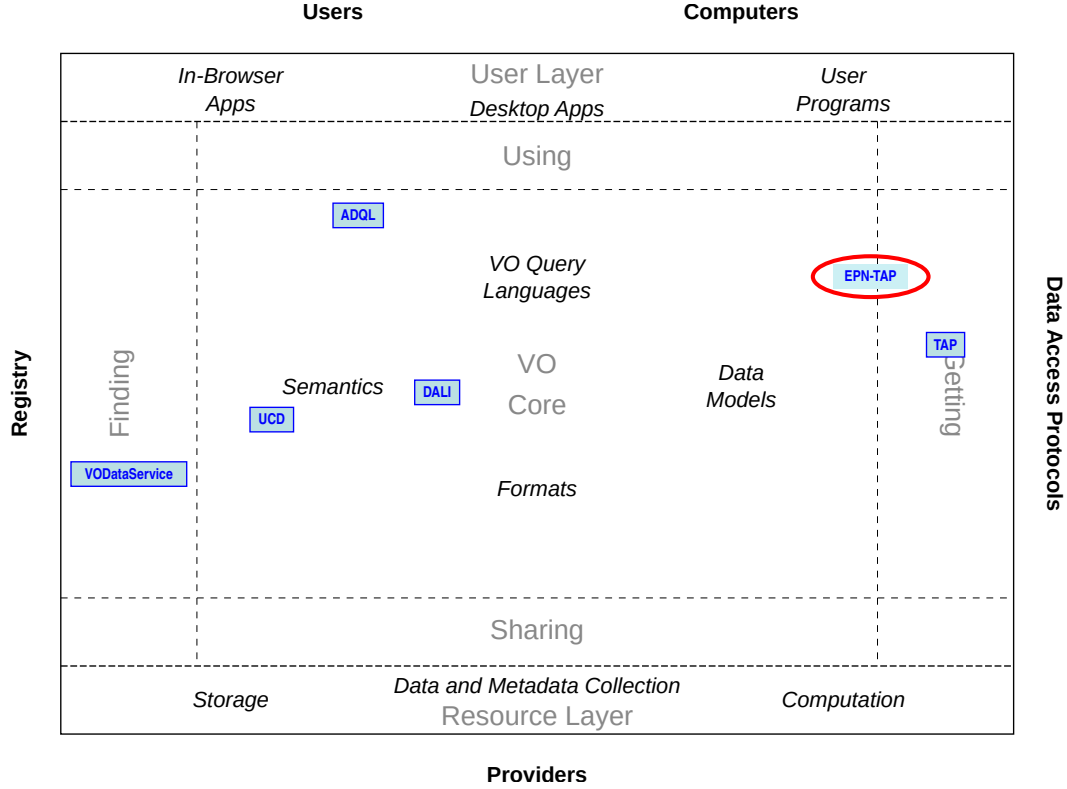 Users
Computers
User Layer
In-Browser
Apps
Desktop Apps
User
Programs
Using
ADQL
VO Query
Languages
EPN-TAP
TAP
Getting
Data Access Protocols
Registry
Finding
Semantics
DALI
UCD
VO
Core
Data
Models
VODataService
Formats
Sharing
Storage
Data and Metadata Collection
Computation
Resource Layer
Providers